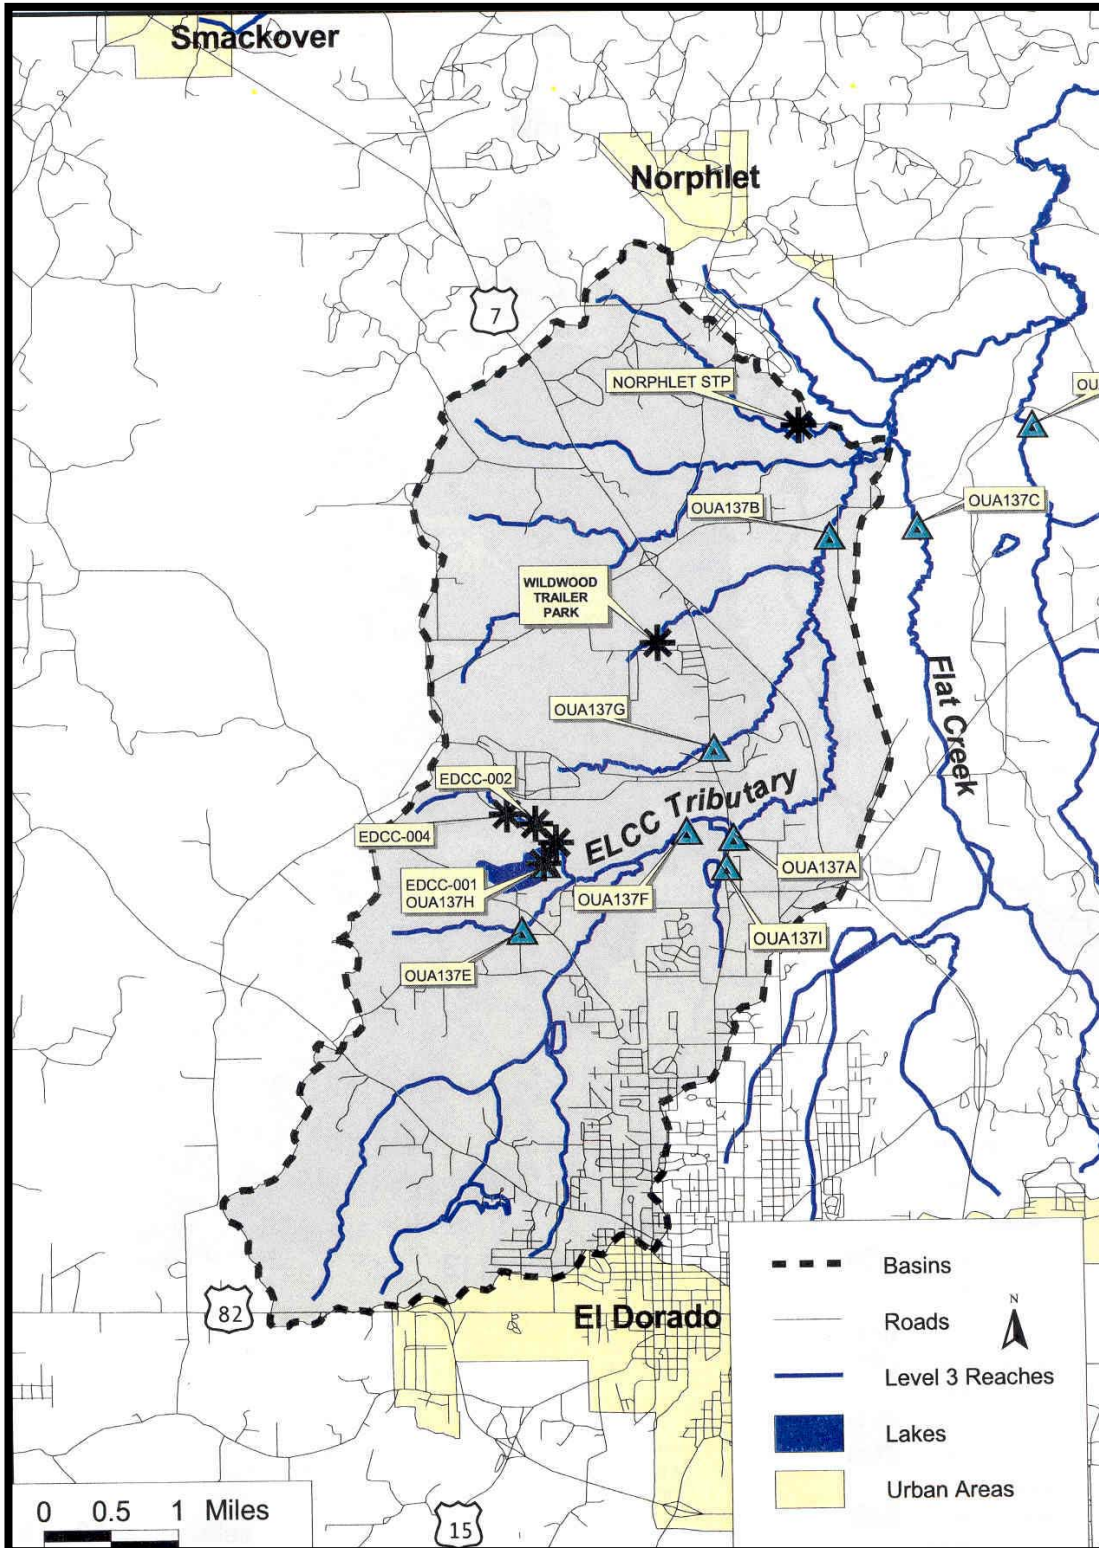 Smackover
Norphlet
7
NORPHLET STP
OUA137B
OUA137C
WILDWOOD
TRAILER
PARK
OUA137G
Flat Creek
EDCC-002
EDCC-004
ELCC Tributary
EDCC-001
OUA137H
OUA137F
OUA137A
OUA137I
OUA137E
82
El Dorado
15
Basins
Roads
N
Level 3 Reaches
Lakes
Urban Areas
0 0.5 1 Miles